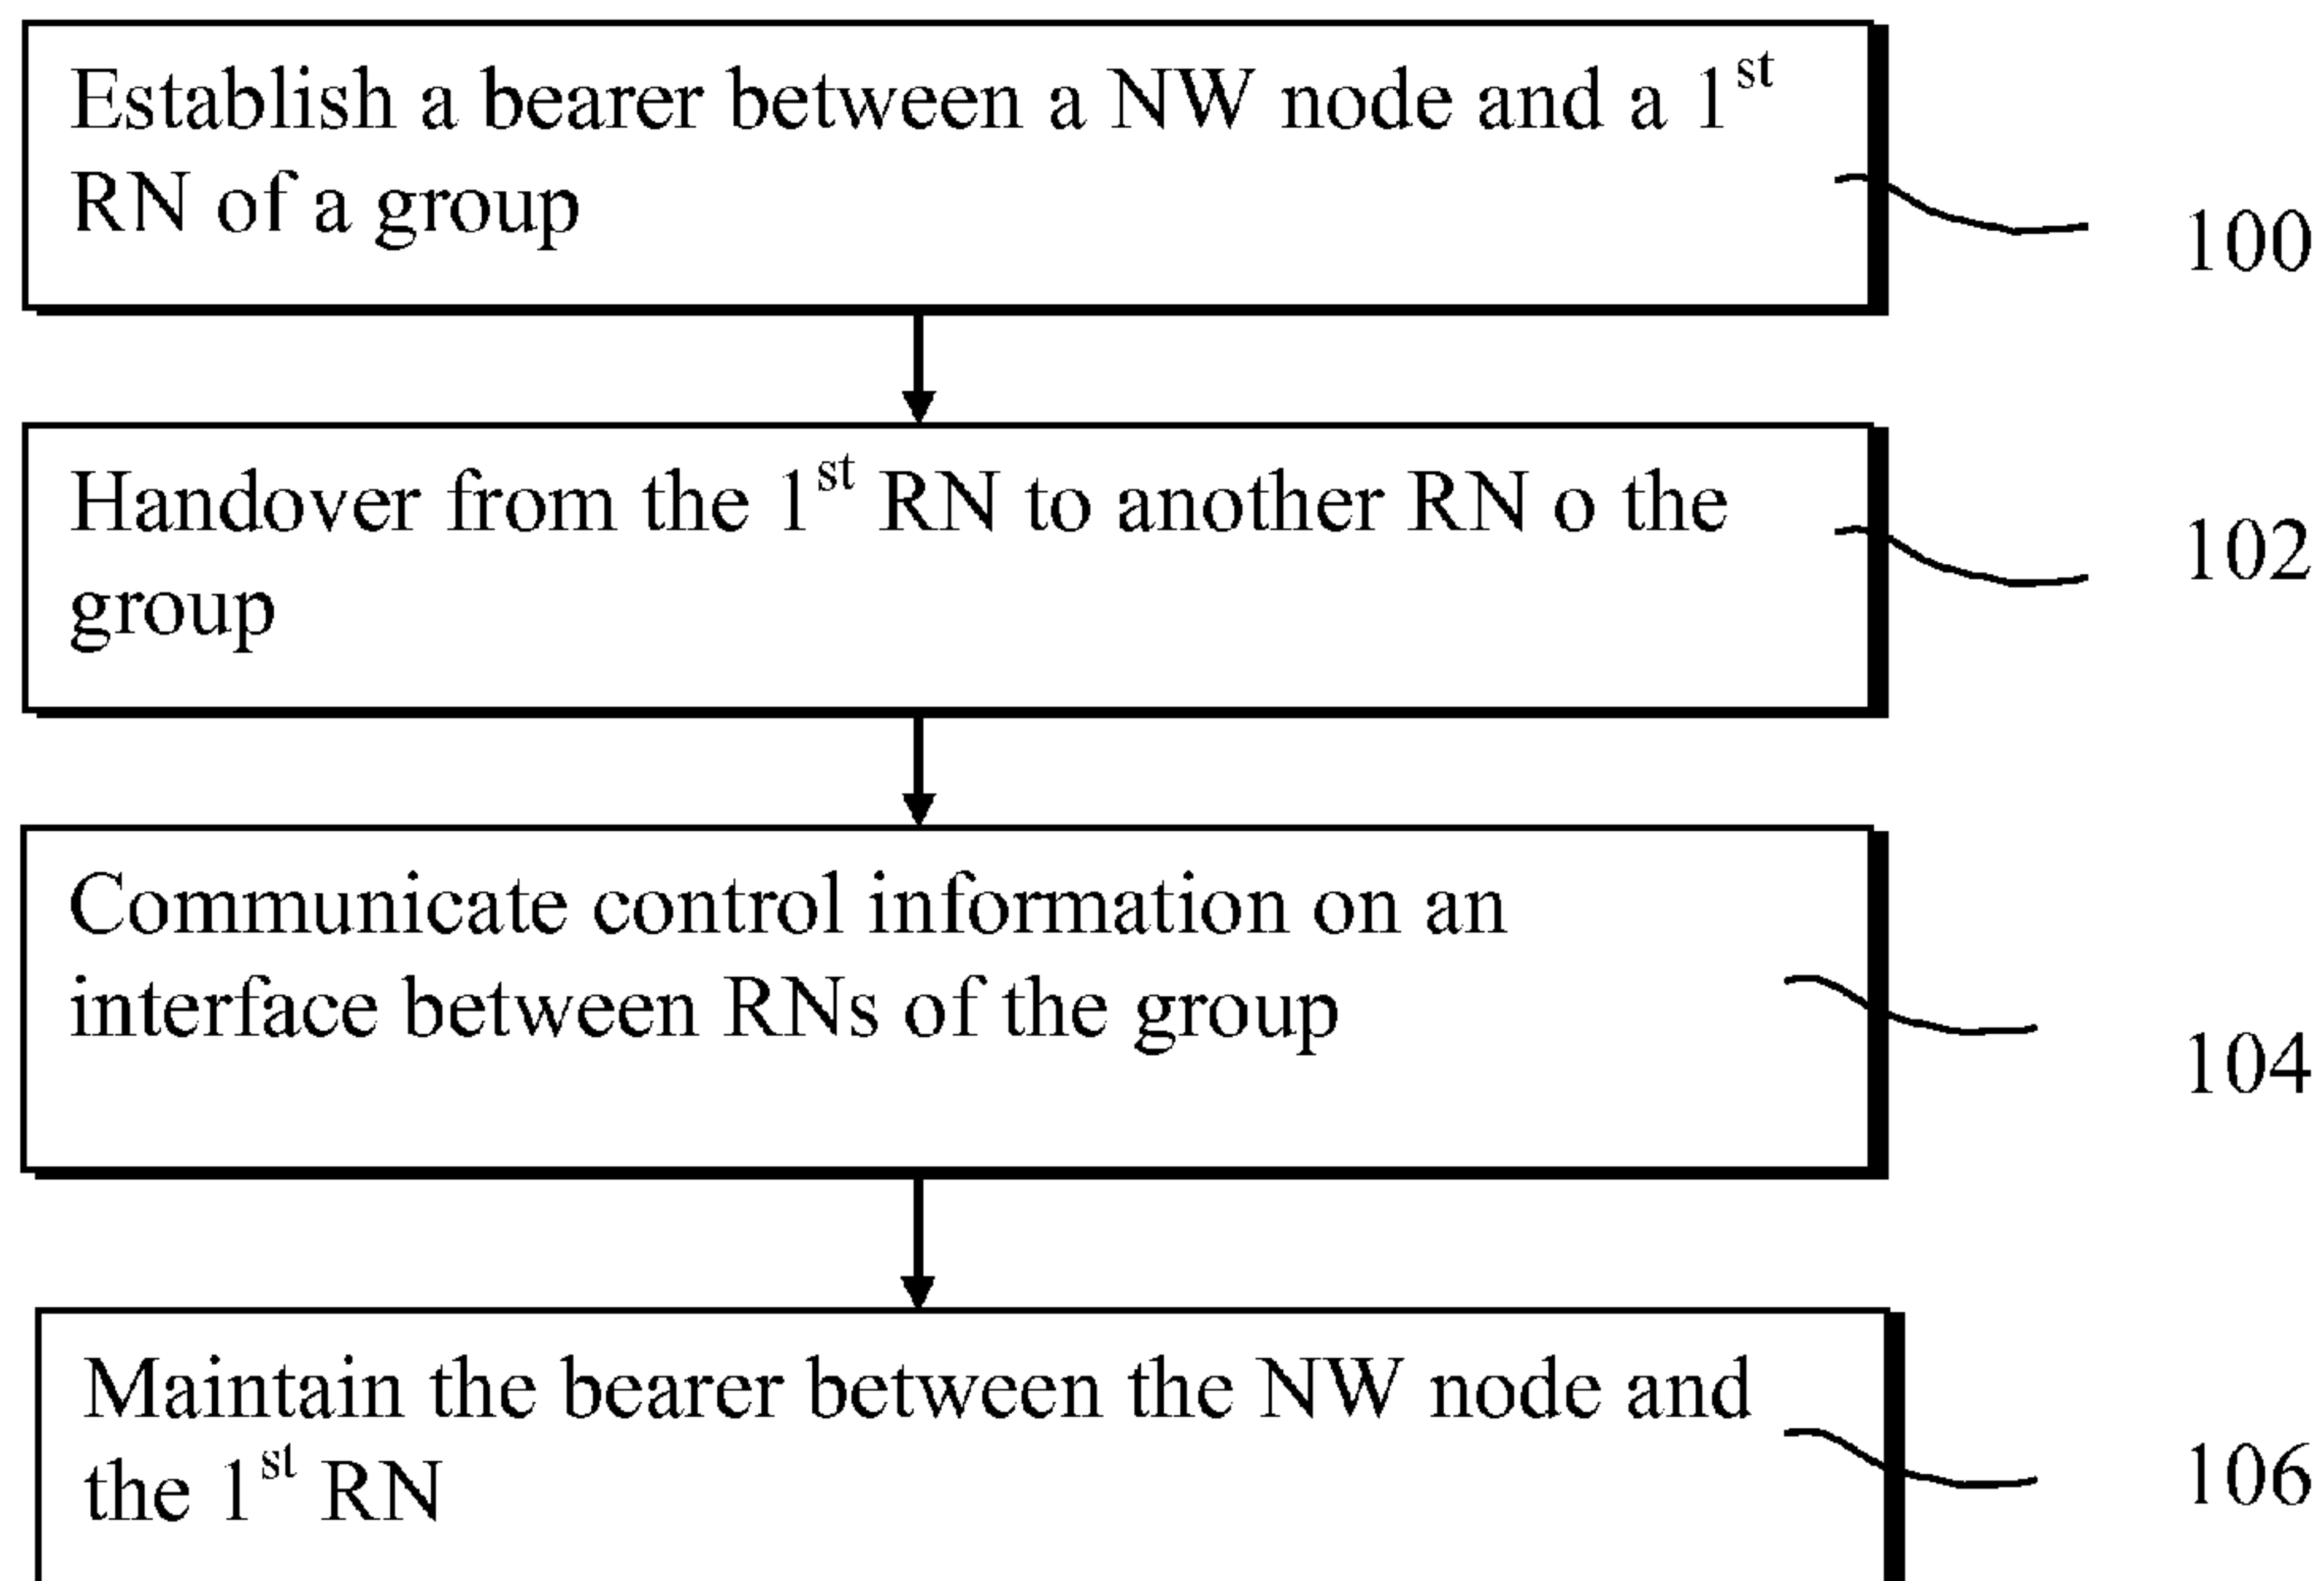 Establish a bearer between a NW node and a 1st
RN of a group
100
Handover from the 1st RN to another RN o the
group
102
Communicate control information on an
interface between RNs of the group
104
Maintain the bearer between the NW node and
the 1st RN
106